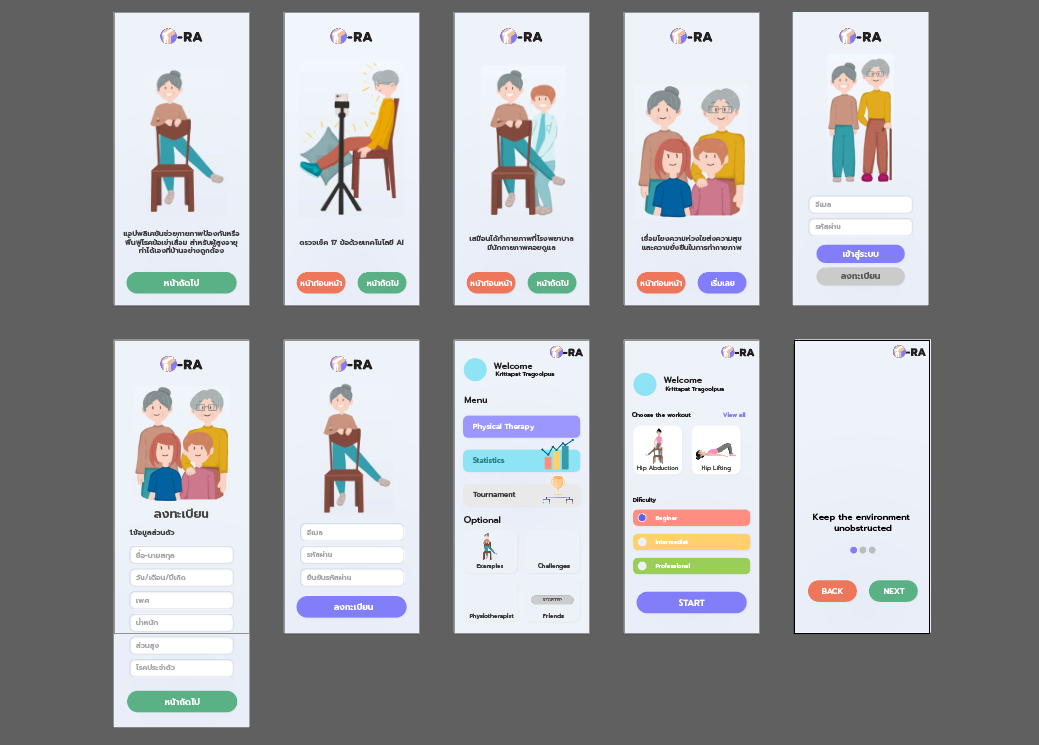 -RA
แอปพลิเคชันช่วยกายภาพป้องกันหรือ
ฟื้นฟูโรคข้อเข่าเสื่อม สำหรับผู้สูงอายุ
ทำได้เองที่บ้านอย่างถูกต้อง
หน้าถัดไป
-RA
ตรวจเช็ค 17 ข้อด้วยเทคโนโลยี AI
หน้าก่อนหน้า
หน้าถัดไป
-RA
เสมือนได้ทำกายภาพที่โรงพยาบาล
มีนักกายภาพคอยดูแล
หน้าก่อนหน้า
หน้าถัดไป
-RA
เชื่อมโยงความห่วงใยส่งความสุข
และความยั่งยืนในการทำกายภาพ
หน้าก่อนหน้า
เริ่มเลย
-RA
อีเมล
รหัสผ่าน
เข้าสู่ระบบ
ลงทะเบียน
-RA
ลงทะเบียน
ใช้ข้อมูลส่วนตัว
ชื่อ-นามสกุล
วัน/เดือน/ปีเกิด
เพศ
น้ำหนัก
ส่วนสูง
โรคประจำตัว
หน้าถัดไป
-RA
อีเมล
รหัสผ่าน
ยืนยันรหัสผ่าน
ลงทะเบียน
-RA
Welcome
Krittapat Tragoolpua
Menu
Physical Therapy
Statistics
Tournament
Optional
Examples
Challenges
Physiotherapist
Friends
-RA
Welcome
Krittapat Tragoolpua
Choose the workout
View all
Hip Abduction
Hip Lifting
Dificulty
Beginer
Intermediat
Professional
START
-RA
Keep the environment
unobstructed
BACK
NEXT